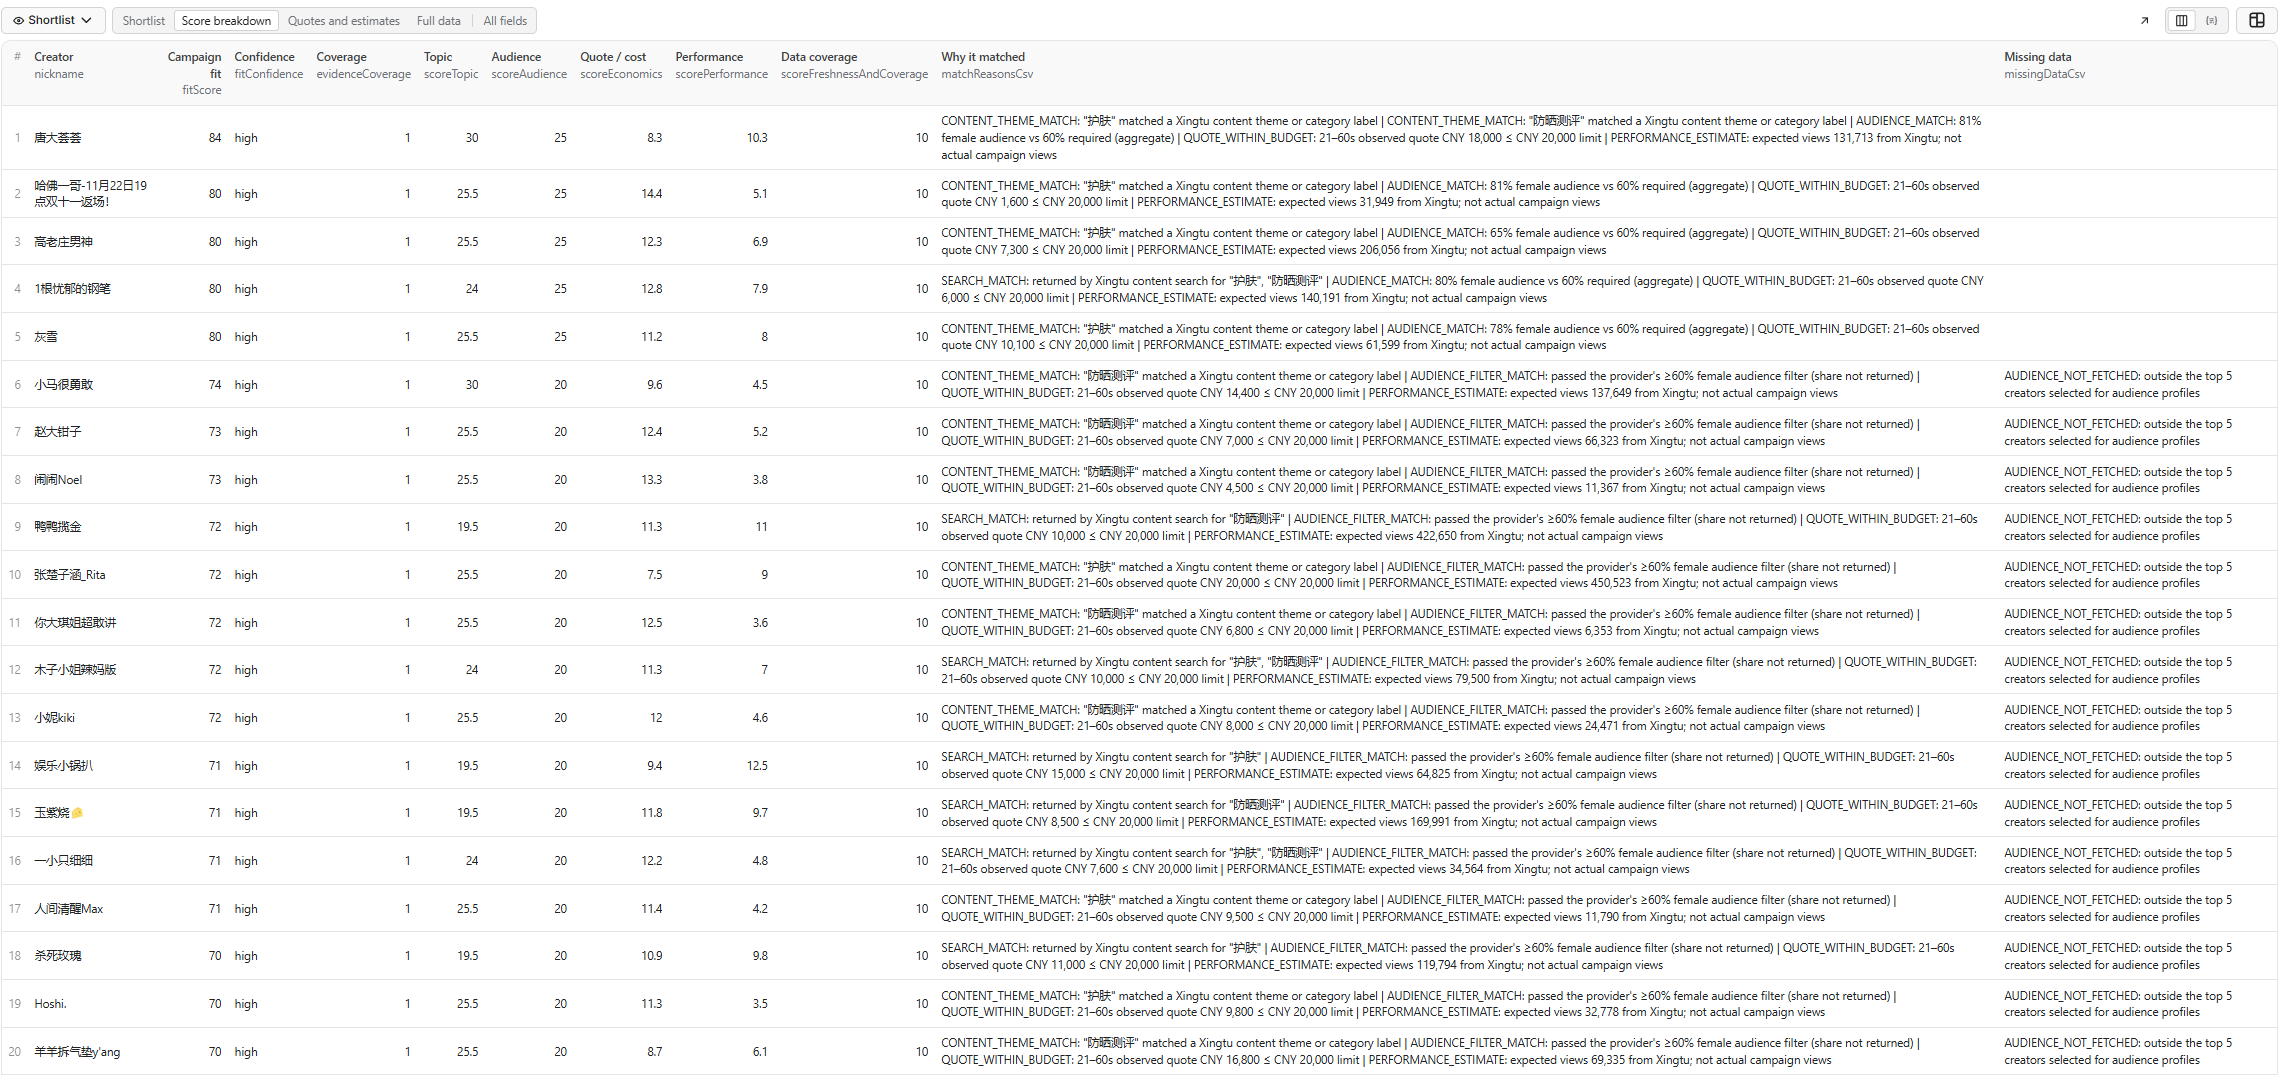 Shortlist
Shortlist Score breakdown Quotes and estimates Full data All fields
# Creator nickname Campaign fit fitScore Confidence fitConfidence Coverage evidenceCoverage Topic scoreTopic Audience scoreAudience Quote / cost scoreEconomics Performance scorePerformance Data coverage scoreFreshnessAndCoverage Why it matched matchReasonsCsv Missing data missingDataCsv
1 唐大荟荟 84 high 1 30 25 8.3 10.3 10
CONTENT_THEME_MATCH: "护肤" matched a Xingtu content theme or category label | CONTENT_THEME_MATCH: "防晒测评" matched a Xingtu content theme or category label | AUDIENCE_MATCH: 81%
female audience vs 60% required (aggregate) | QUOTE_WITHIN_BUDGET: 21–60s observed quote CNY 18,000 ≤ CNY 20,000 limit | PERFORMANCE_ESTIMATE: expected views 131,713 from Xingtu; not
actual campaign views
2 哈佛一哥-11月22日19
点双十一返场! 80 high 1 25.5 25 14.4 5.1 10
CONTENT_THEME_MATCH: "护肤" matched a Xingtu content theme or category label | AUDIENCE_MATCH: 81% female audience vs 60% required (aggregate) | QUOTE_WITHIN_BUDGET: 21–60s observed
quote CNY 1,600 ≤ CNY 20,000 limit | PERFORMANCE_ESTIMATE: expected views 31,949 from Xingtu; not actual campaign views
3 高老庄男神 80 high 1 25.5 25 12.3 6.9 10
CONTENT_THEME_MATCH: "护肤" matched a Xingtu content theme or category label | AUDIENCE_MATCH: 65% female audience vs 60% required (aggregate) | QUOTE_WITHIN_BUDGET: 21–60s observed
quote CNY 7,300 ≤ CNY 20,000 limit | PERFORMANCE_ESTIMATE: expected views 206,056 from Xingtu; not actual campaign views
4 1根忧郁的钢笔 80 high 1 24 25 12.8 7.9 10
SEARCH_MATCH: returned by Xingtu content search for "护肤", "防晒测评" | AUDIENCE_MATCH: 80% female audience vs 60% required (aggregate) | QUOTE_WITHIN_BUDGET: 21–60s observed quote CNY
6,000 ≤ CNY 20,000 limit | PERFORMANCE_ESTIMATE: expected views 140,191 from Xingtu; not actual campaign views
5 灰雪 80 high 1 25.5 25 11.2 8 10
CONTENT_THEME_MATCH: "护肤" matched a Xingtu content theme or category label | AUDIENCE_MATCH: 78% female audience vs 60% required (aggregate) | QUOTE_WITHIN_BUDGET: 21–60s observed
quote CNY 10,100 ≤ CNY 20,000 limit | PERFORMANCE_ESTIMATE: expected views 61,599 from Xingtu; not actual campaign views
6 小马很勇敢 74 high 1 30 20 9.6 4.5 10
CONTENT_THEME_MATCH: "防晒测评" matched a Xingtu content theme or category label | AUDIENCE_FILTER_MATCH: passed the provider's ≥60% female audience filter (share not returned) |
QUOTE_WITHIN_BUDGET: 21–60s observed quote CNY 14,400 ≤ CNY 20,000 limit | PERFORMANCE_ESTIMATE: expected views 137,649 from Xingtu; not actual campaign views
AUDIENCE_NOT_FETCHED: outside the top 5
creators selected for audience profiles
7 赵大钳子 73 high 1 25.5 20 12.4 5.2 10
CONTENT_THEME_MATCH: "防晒测评" matched a Xingtu content theme or category label | AUDIENCE_FILTER_MATCH: passed the provider's ≥60% female audience filter (share not returned) |
QUOTE_WITHIN_BUDGET: 21–60s observed quote CNY 7,000 ≤ CNY 20,000 limit | PERFORMANCE_ESTIMATE: expected views 66,323 from Xingtu; not actual campaign views
AUDIENCE_NOT_FETCHED: outside the top 5
creators selected for audience profiles
8 闹闹Noel 73 high 1 25.5 20 13.3 3.8 10
CONTENT_THEME_MATCH: "防晒测评" matched a Xingtu content theme or category label | AUDIENCE_FILTER_MATCH: passed the provider's ≥60% female audience filter (share not returned) |
QUOTE_WITHIN_BUDGET: 21–60s observed quote CNY 4,500 ≤ CNY 20,000 limit | PERFORMANCE_ESTIMATE: expected views 11,367 from Xingtu; not actual campaign views
AUDIENCE_NOT_FETCHED: outside the top 5
creators selected for audience profiles
9 鸭鸭揽金 72 high 1 19.5 20 11.3 11 10
SEARCH_MATCH: returned by Xingtu content search for "防晒测评" | AUDIENCE_FILTER_MATCH: passed the provider's ≥60% female audience filter (share not returned) | QUOTE_WITHIN_BUDGET: 21–60s
observed quote CNY 10,000 ≤ CNY 20,000 limit | PERFORMANCE_ESTIMATE: expected views 422,650 from Xingtu; not actual campaign views
AUDIENCE_NOT_FETCHED: outside the top 5
creators selected for audience profiles
10 张楚子涵_Rita 72 high 1 25.5 20 7.5 9 10
CONTENT_THEME_MATCH: "护肤" matched a Xingtu content theme or category label | AUDIENCE_FILTER_MATCH: passed the provider's ≥60% female audience filter (share not returned) |
QUOTE_WITHIN_BUDGET: 21–60s observed quote CNY 20,000 ≤ CNY 20,000 limit | PERFORMANCE_ESTIMATE: expected views 450,523 from Xingtu; not actual campaign views
AUDIENCE_NOT_FETCHED: outside the top 5
creators selected for audience profiles
11 你大琪姐超敢讲 72 high 1 25.5 20 12.5 3.6 10
CONTENT_THEME_MATCH: "防晒测评" matched a Xingtu content theme or category label | AUDIENCE_FILTER_MATCH: passed the provider's ≥60% female audience filter (share not returned) |
QUOTE_WITHIN_BUDGET: 21–60s observed quote CNY 6,800 ≤ CNY 20,000 limit | PERFORMANCE_ESTIMATE: expected views 6,353 from Xingtu; not actual campaign views
AUDIENCE_NOT_FETCHED: outside the top 5
creators selected for audience profiles
12 木子小姐辣妈版 72 high 1 24 20 11.3 7 10
SEARCH_MATCH: returned by Xingtu content search for "护肤", "防晒测评" | AUDIENCE_FILTER_MATCH: passed the provider's ≥60% female audience filter (share not returned) | QUOTE_WITHIN_BUDGET:
21–60s observed quote CNY 10,000 ≤ CNY 20,000 limit | PERFORMANCE_ESTIMATE: expected views 79,500 from Xingtu; not actual campaign views
AUDIENCE_NOT_FETCHED: outside the top 5
creators selected for audience profiles
13 小妮kiki 72 high 1 25.5 20 12 4.6 10
CONTENT_THEME_MATCH: "防晒测评" matched a Xingtu content theme or category label | AUDIENCE_FILTER_MATCH: passed the provider's ≥60% female audience filter (share not returned) |
QUOTE_WITHIN_BUDGET: 21–60s observed quote CNY 8,000 ≤ CNY 20,000 limit | PERFORMANCE_ESTIMATE: expected views 24,471 from Xingtu; not actual campaign views
AUDIENCE_NOT_FETCHED: outside the top 5
creators selected for audience profiles
14 娱乐小锅扒 71 high 1 19.5 20 9.4 12.5 10
SEARCH_MATCH: returned by Xingtu content search for "护肤" | AUDIENCE_FILTER_MATCH: passed the provider's ≥60% female audience filter (share not returned) | QUOTE_WITHIN_BUDGET: 21–60s
observed quote CNY 15,000 ≤ CNY 20,000 limit | PERFORMANCE_ESTIMATE: expected views 64,825 from Xingtu; not actual campaign views
AUDIENCE_NOT_FETCHED: outside the top 5
creators selected for audience profiles
15 玉紫烧 71 high 1 19.5 20 11.8 9.7 10
SEARCH_MATCH: returned by Xingtu content search for "防晒测评" | AUDIENCE_FILTER_MATCH: passed the provider's ≥60% female audience filter (share not returned) | QUOTE_WITHIN_BUDGET: 21–60s
observed quote CNY 8,500 ≤ CNY 20,000 limit | PERFORMANCE_ESTIMATE: expected views 169,991 from Xingtu; not actual campaign views
AUDIENCE_NOT_FETCHED: outside the top 5
creators selected for audience profiles
16 一小只细细 71 high 1 24 20 12.2 4.8 10
SEARCH_MATCH: returned by Xingtu content search for "护肤", "防晒测评" | AUDIENCE_FILTER_MATCH: passed the provider's ≥60% female audience filter (share not returned) | QUOTE_WITHIN_BUDGET:
21–60s observed quote CNY 7,600 ≤ CNY 20,000 limit | PERFORMANCE_ESTIMATE: expected views 34,564 from Xingtu; not actual campaign views
AUDIENCE_NOT_FETCHED: outside the top 5
creators selected for audience profiles
17 人间清醒Max 71 high 1 25.5 20 11.4 4.2 10
CONTENT_THEME_MATCH: "护肤" matched a Xingtu content theme or category label | AUDIENCE_FILTER_MATCH: passed the provider's ≥60% female audience filter (share not returned) |
QUOTE_WITHIN_BUDGET: 21–60s observed quote CNY 9,500 ≤ CNY 20,000 limit | PERFORMANCE_ESTIMATE: expected views 11,790 from Xingtu; not actual campaign views
AUDIENCE_NOT_FETCHED: outside the top 5
creators selected for audience profiles
18 杀死玫瑰 70 high 1 19.5 20 10.9 9.8 10
SEARCH_MATCH: returned by Xingtu content search for "护肤" | AUDIENCE_FILTER_MATCH: passed the provider's ≥60% female audience filter (share not returned) | QUOTE_WITHIN_BUDGET: 21–60s
observed quote CNY 11,000 ≤ CNY 20,000 limit | PERFORMANCE_ESTIMATE: expected views 119,794 from Xingtu; not actual campaign views
AUDIENCE_NOT_FETCHED: outside the top 5
creators selected for audience profiles
19 Hoshi. 70 high 1 25.5 20 11.3 3.5 10
CONTENT_THEME_MATCH: "护肤" matched a Xingtu content theme or category label | AUDIENCE_FILTER_MATCH: passed the provider's ≥60% female audience filter (share not returned) |
QUOTE_WITHIN_BUDGET: 21–60s observed quote CNY 9,800 ≤ CNY 20,000 limit | PERFORMANCE_ESTIMATE: expected views 32,778 from Xingtu; not actual campaign views
AUDIENCE_NOT_FETCHED: outside the top 5
creators selected for audience profiles
20 羊羊拆气垫y'ang 70 high 1 25.5 20 8.7 6.1 10
CONTENT_THEME_MATCH: "防晒测评" matched a Xingtu content theme or category label | AUDIENCE_FILTER_MATCH: passed the provider's ≥60% female audience filter (share not returned) |
QUOTE_WITHIN_BUDGET: 21–60s observed quote CNY 16,800 ≤ CNY 20,000 limit | PERFORMANCE_ESTIMATE: expected views 69,335 from Xingtu; not actual campaign views
AUDIENCE_NOT_FETCHED: outside the top 5
creators selected for audience profiles